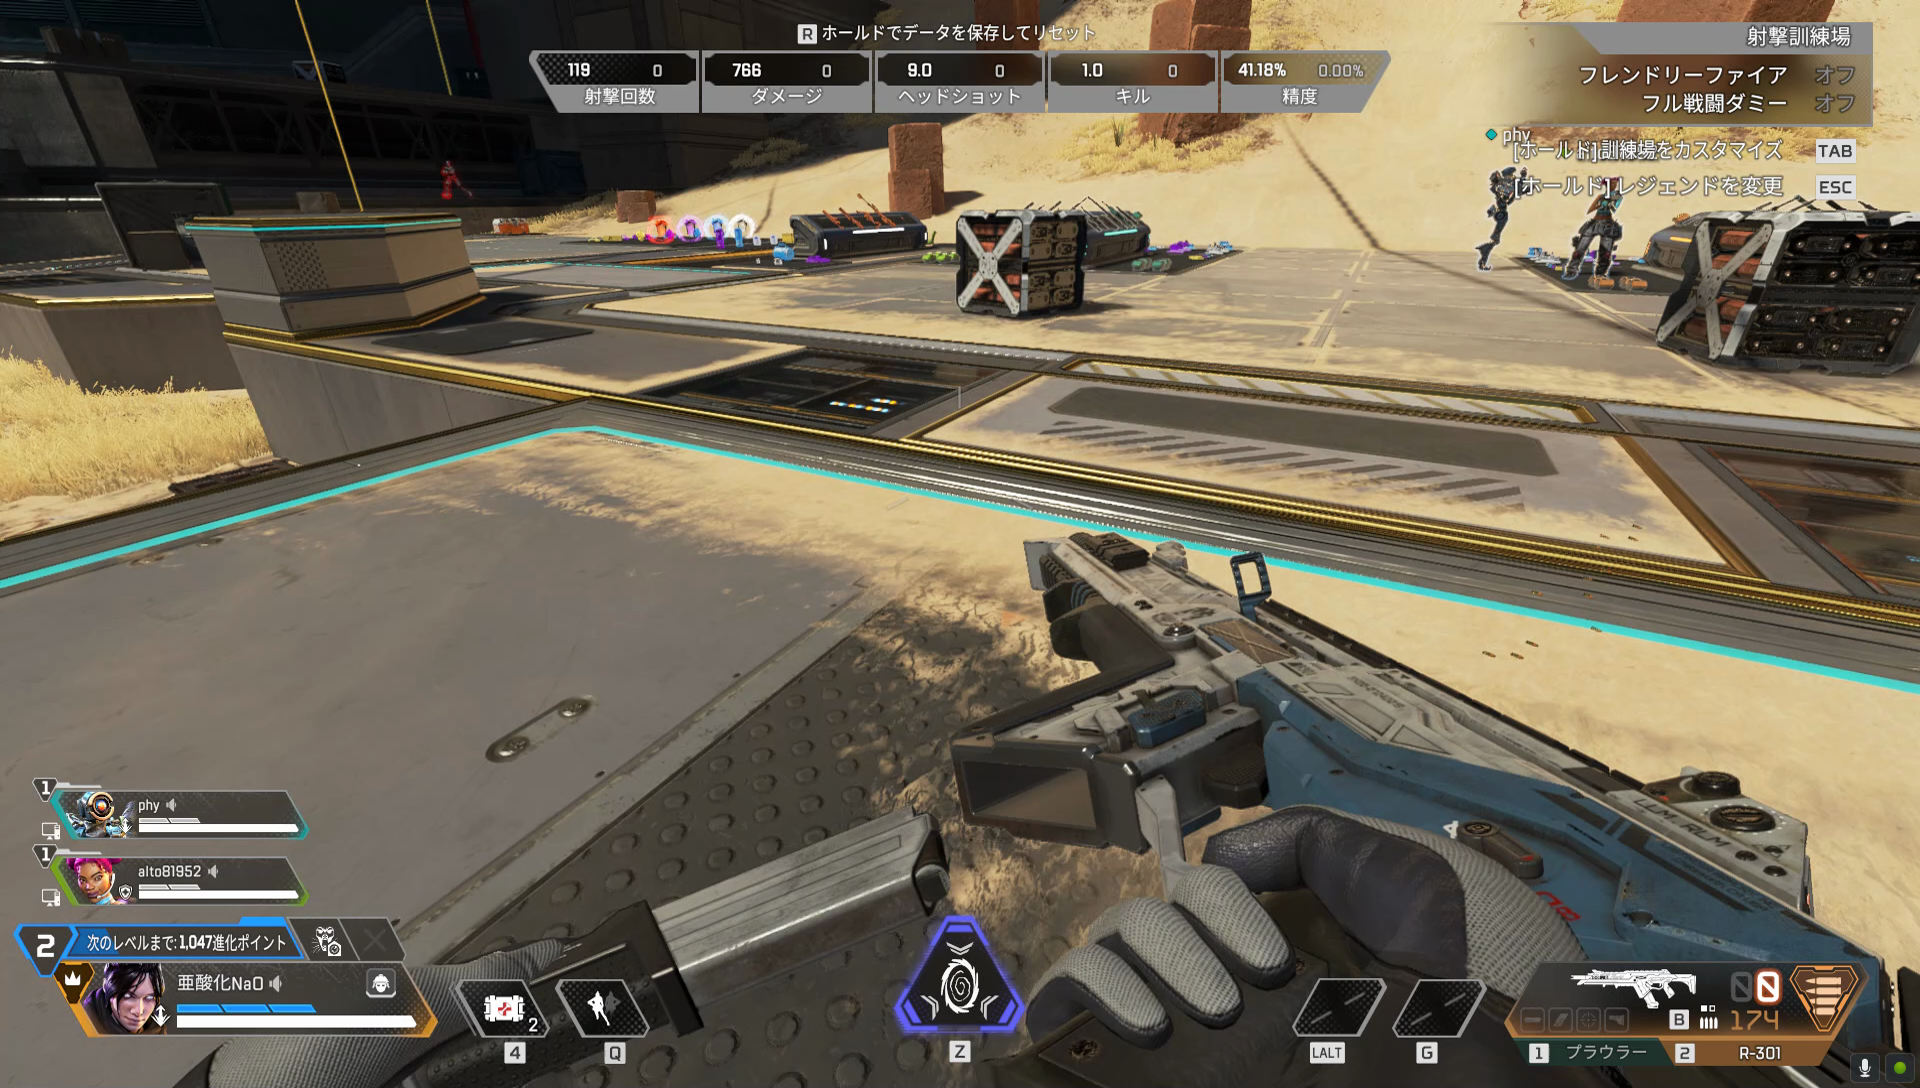 R ホールドでデータを保存してリセット
119 0 766 0 9.0 0 1.0 0 41.18% 0.00%
射撃回数 ダメージ ヘッドショット キル 精度
射撃訓練場
フレンドリーファイア オフ
フル戦闘ダミー オフ
phy
[ホールド]訓練場をカスタマイズ TAB
[ホールド]レジェンドを変更 ESC
1
phy
1
alto81952
2 次のレベルまで:1,047進化ポイント
亜酸化NaO
2
4 Q Z LALT G
0
B 174
1 プラウラー 2 R-301